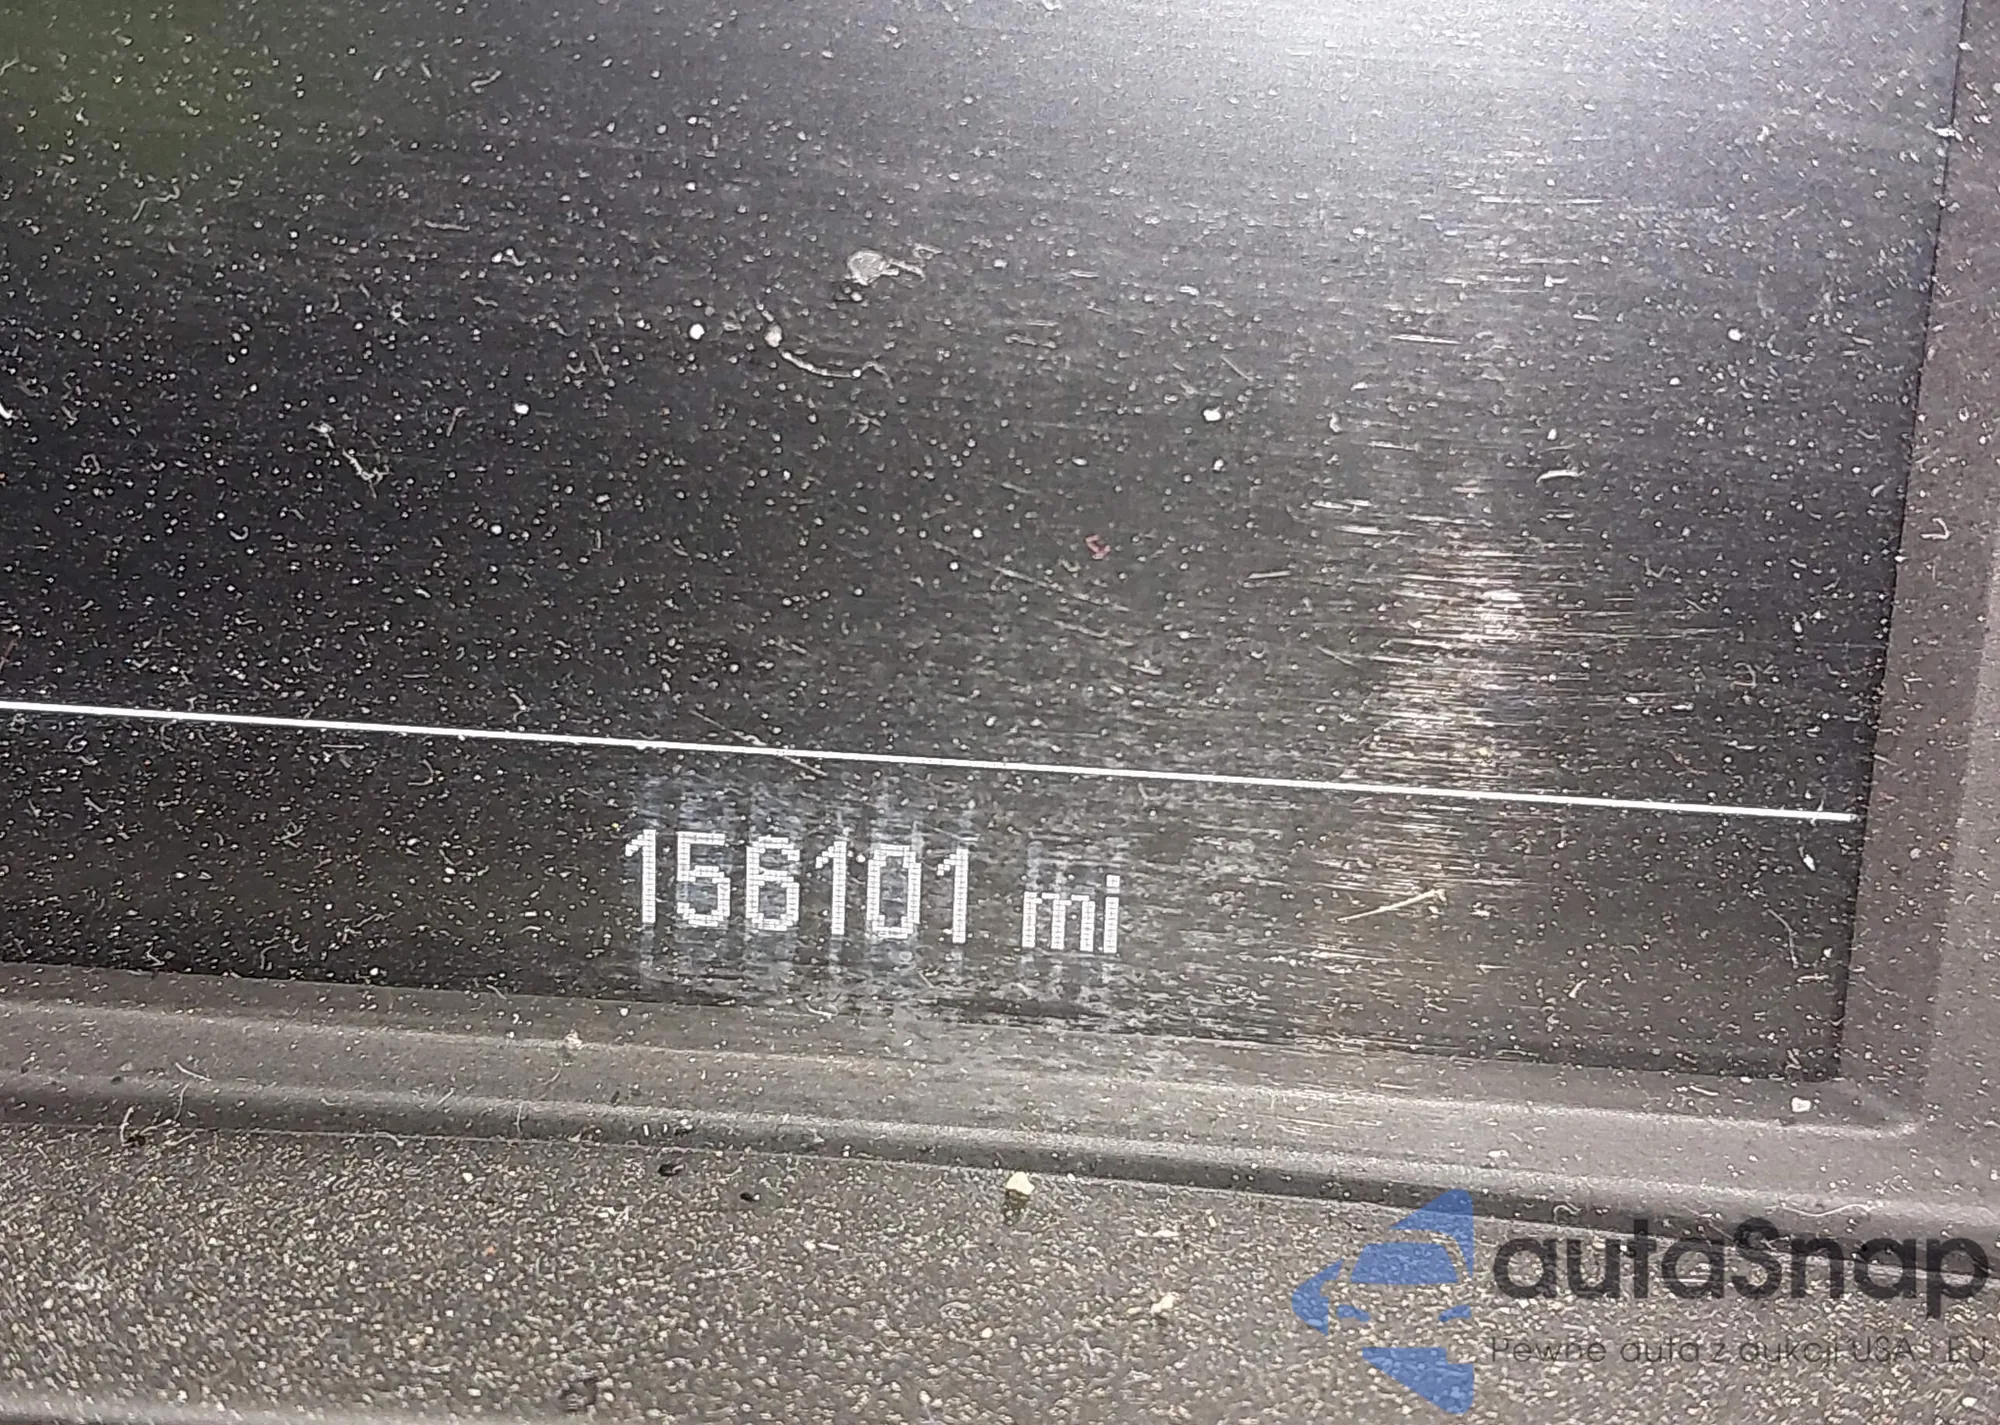 156101 mi
autaSnap
Pewne auta z aukcji USA i EU